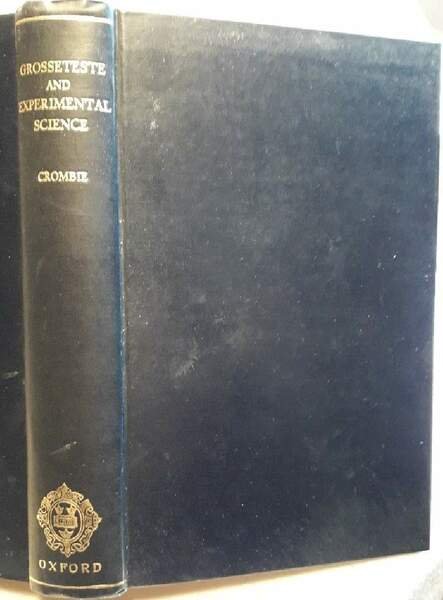 GROSSETESTE
AND
EXPERIMENTAL
SCIENCE
CROMBIE
OXFORD